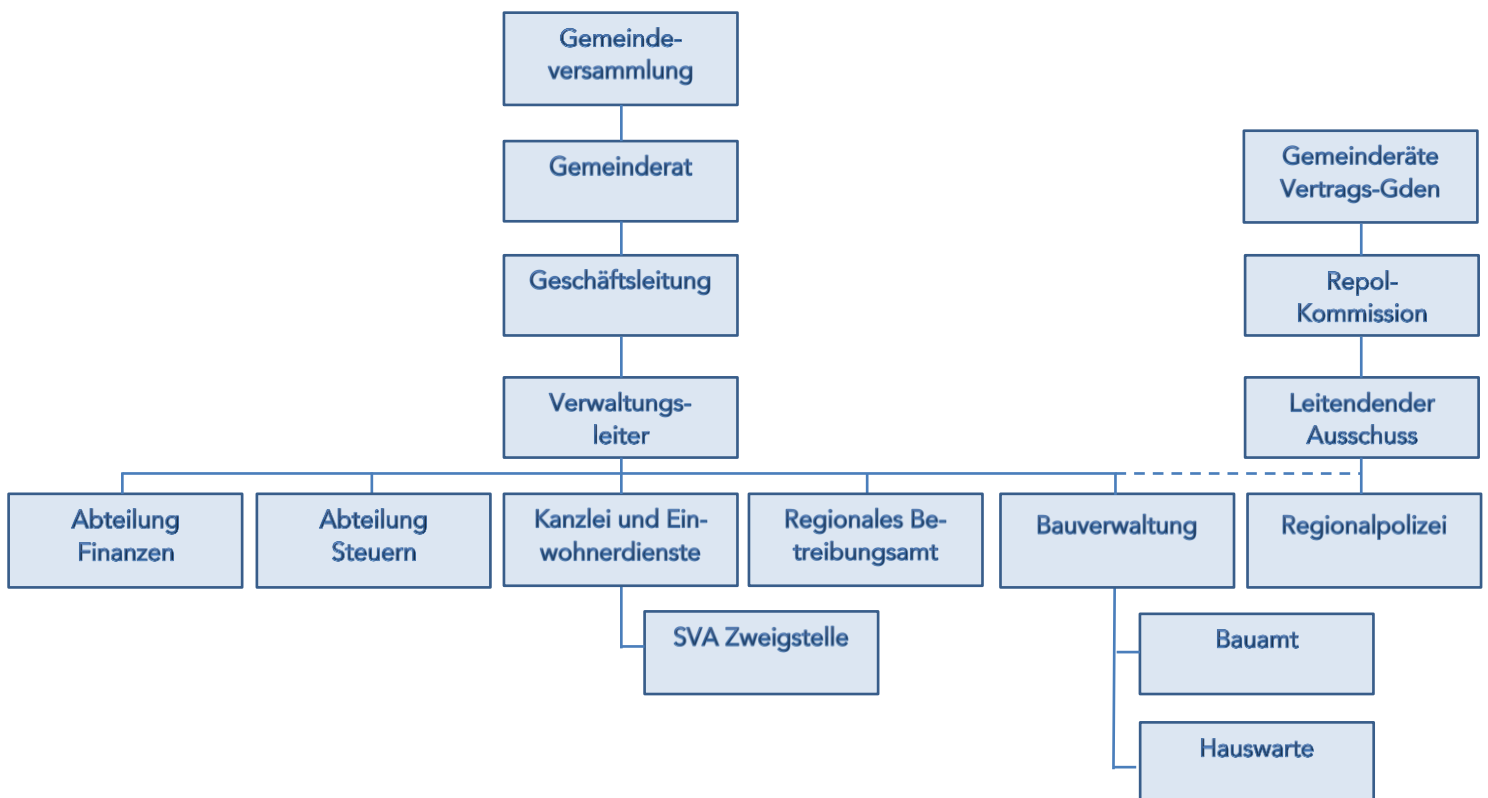 Gemeinde-
versammlung
Gemeinderat
Gemeinderäte
Vertrags-Gden
Geschäftsleitung
Repol-
Kommission
Verwaltungs-
leiter
Leitendender
Ausschuss
Abteilung
Finanzen
Abteilung
Steuern
Kanzlei und Ein-
wohnerdienste
Regionales Be-
treibungsamt
Bauverwaltung
Regionalpolizei
SVA Zweigstelle
Bauamt
Hauswarte